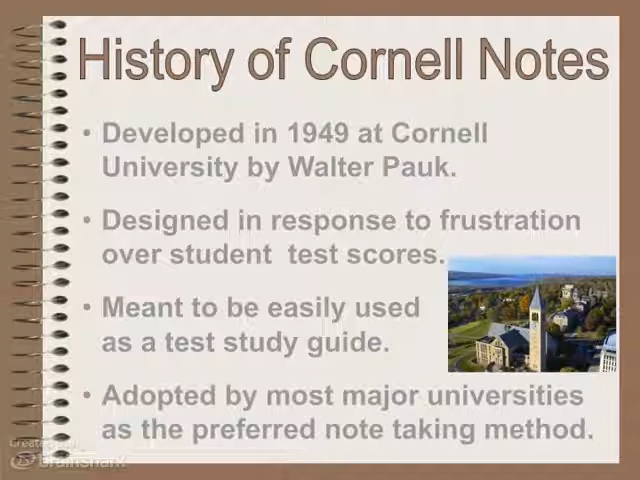 History of Cornell Notes
• Developed in 1949 at Cornell
University by Walter Pauk.
• Designed in response to frustration
over student test scores.
• Meant to be easily used
as a test study guide.
• Adopted by most major universities
as the preferred note taking method.
brainshark